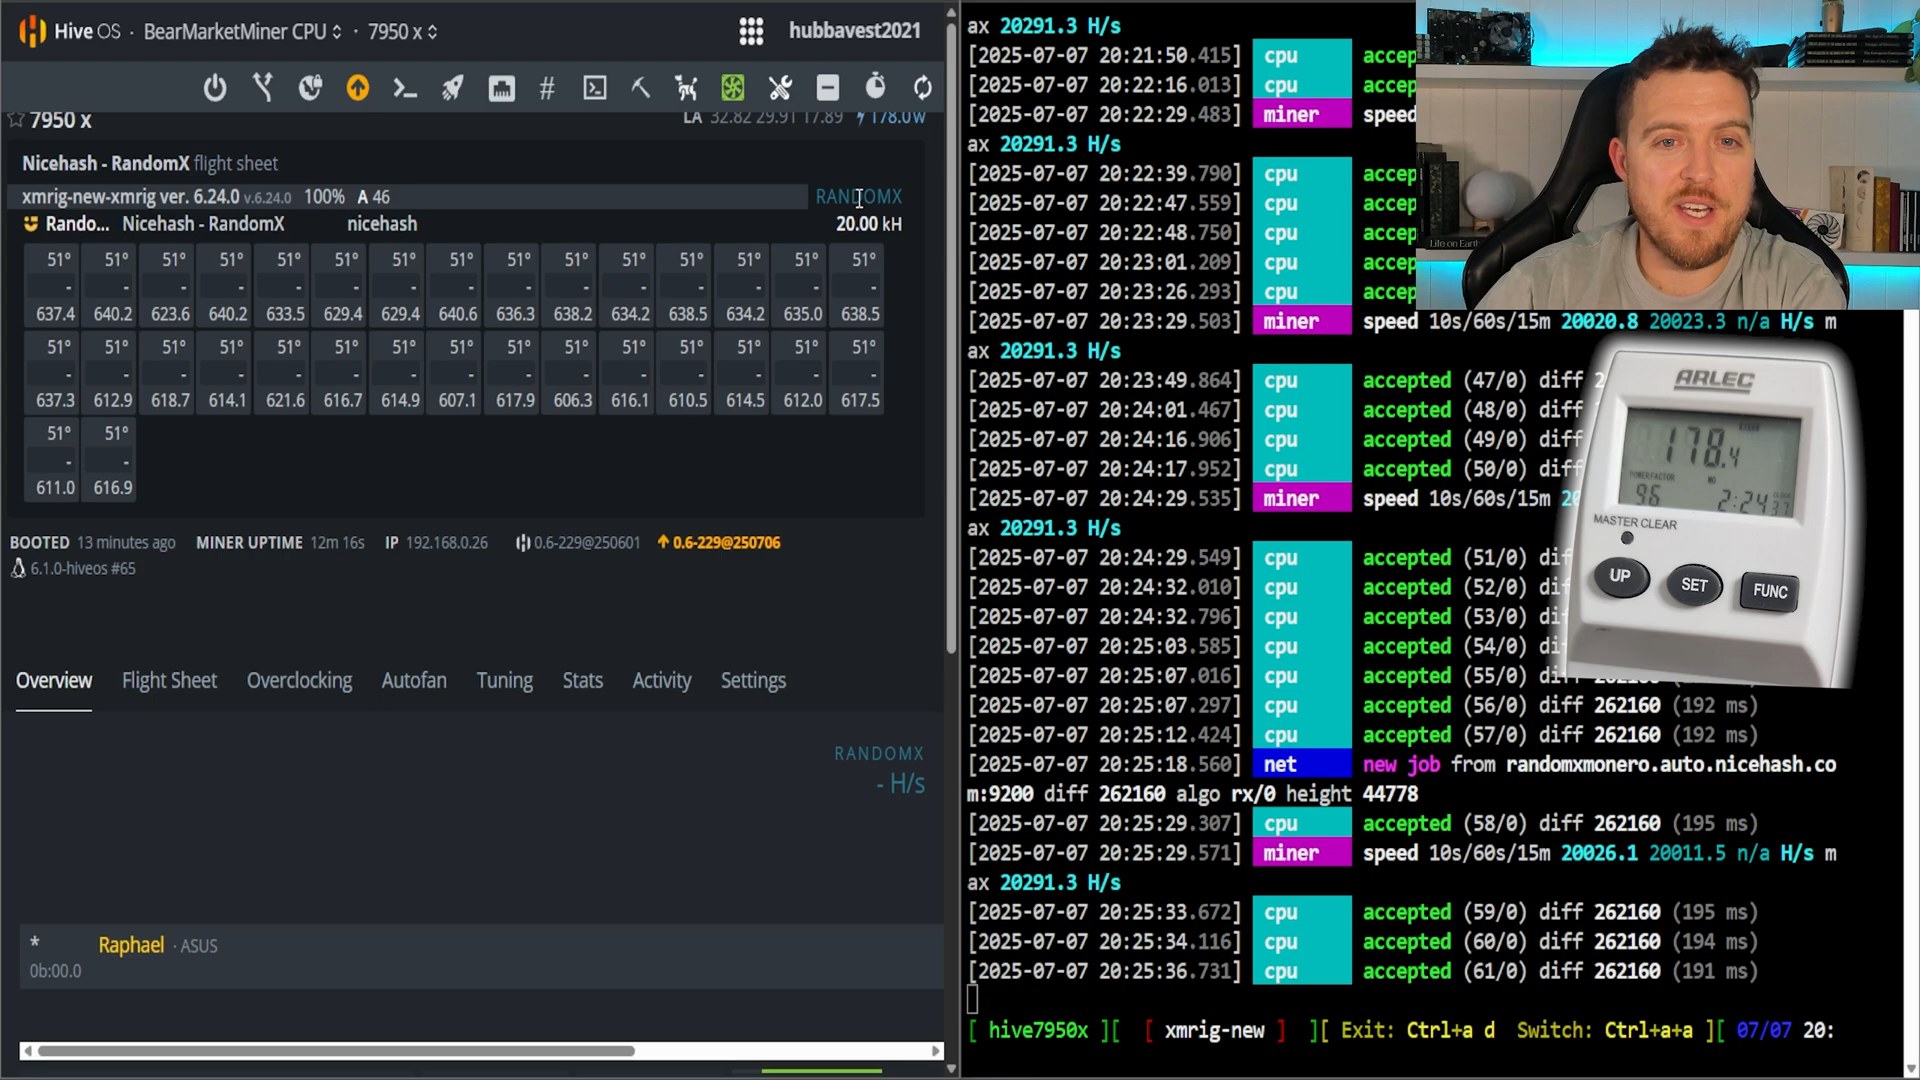 Hive OS · BearMarketMiner CPU · 7950 x
hubbavest2021
7950 x
LA 32.82 29.91 17.89 178.0W
Nicehash - RandomX flight sheet
xmrig-new-xmrig ver. 6.24.0 v.6.24.0 100% A 46
RANDOMX
Rando... Nicehash - RandomX nicehash 20.00 kH
51° 51° 51° 51° 51° 51° 51° 51° 51° 51° 51° 51° 51° 51° 51°
- - - - - - - - - - - - - - -
637.4 640.2 623.6 640.2 633.5 629.4 629.4 640.6 636.3 638.2 634.2 638.5 634.2 635.0 638.5
51° 51° 51° 51° 51° 51° 51° 51° 51° 51° 51° 51° 51° 51° 51°
- - - - - - - - - - - - - - -
637.3 612.9 618.7 614.1 621.6 616.7 614.9 607.1 617.9 606.3 616.1 610.5 614.5 612.0 617.5
51° 51°
- -
611.0 616.9
BOOTED 13 minutes ago MINER UPTIME 12m 16s IP 192.168.0.26 0.6-229@250601 0.6-229@250706
6.1.0-hiveos #65
Overview Flight Sheet Overclocking Autofan Tuning Stats Activity Settings
RANDOMX
- H/s
* Raphael · ASUS
0b:00.0
ax 20291.3 H/s
[2025-07-07 20:21:50.415] cpu accep
[2025-07-07 20:22:16.013] cpu accep
[2025-07-07 20:22:29.483] miner speed
ax 20291.3 H/s
[2025-07-07 20:22:39.790] cpu accep
[2025-07-07 20:22:47.559] cpu accep
[2025-07-07 20:22:48.750] cpu accep
[2025-07-07 20:23:01.209] cpu accep
[2025-07-07 20:23:26.293] cpu accep
[2025-07-07 20:23:29.503] miner speed 10s/60s/15m 20020.8 20023.3 n/a H/s m
ax 20291.3 H/s
[2025-07-07 20:23:49.864] cpu accepted (47/0) diff 2
[2025-07-07 20:24:01.467] cpu accepted (48/0) diff
[2025-07-07 20:24:16.906] cpu accepted (49/0) diff
[2025-07-07 20:24:17.952] cpu accepted (50/0) diff
[2025-07-07 20:24:29.535] miner speed 10s/60s/15m 20
ax 20291.3 H/s
[2025-07-07 20:24:29.549] cpu accepted (51/0) dif
[2025-07-07 20:24:32.010] cpu accepted (52/0) dif
[2025-07-07 20:24:32.796] cpu accepted (53/0) dif
[2025-07-07 20:25:03.585] cpu accepted (54/0) di
[2025-07-07 20:25:07.016] cpu accepted (55/0) diff
[2025-07-07 20:25:07.297] cpu accepted (56/0) diff 262160 (192 ms)
[2025-07-07 20:25:12.424] cpu accepted (57/0) diff 262160 (192 ms)
[2025-07-07 20:25:18.560] net new job from randomxmonero.auto.nicehash.co
m:9200 diff 262160 algo rx/0 height 44778
[2025-07-07 20:25:29.307] cpu accepted (58/0) diff 262160 (195 ms)
[2025-07-07 20:25:29.571] miner speed 10s/60s/15m 20026.1 20011.5 n/a H/s m
ax 20291.3 H/s
[2025-07-07 20:25:33.672] cpu accepted (59/0) diff 262160 (195 ms)
[2025-07-07 20:25:34.116] cpu accepted (60/0) diff 262160 (194 ms)
[2025-07-07 20:25:36.731] cpu accepted (61/0) diff 262160 (191 ms)
[ hive7950x ][ [ xmrig-new ] ][ Exit: Ctrl+a d Switch: Ctrl+a+a ][ 07/07 20:
Life on Earth
ARLEC
178.4
POWER FACTOR
96 2:24 37
MASTER CLEAR
UP SET FUNC